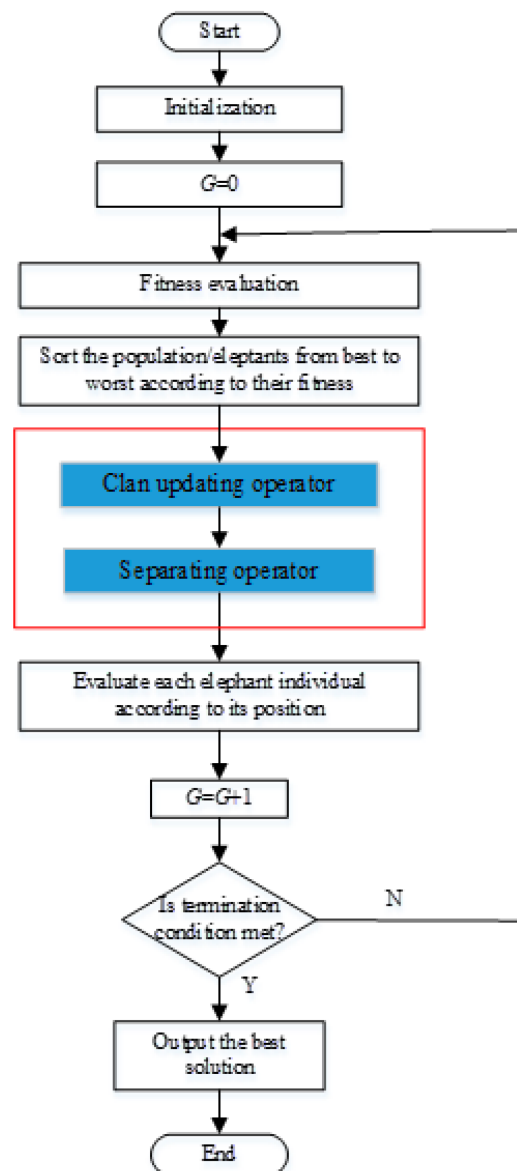 Start
Initialization
G=0
Fitness evaluation
Sort the population/eleptants from best to
worst according to their fitness
Clan updating operator
Separating operator
Evaluate each elephant individual
according to its position
G=G+1
Is termination
condition met?
N
Y
Output the best
solution
End